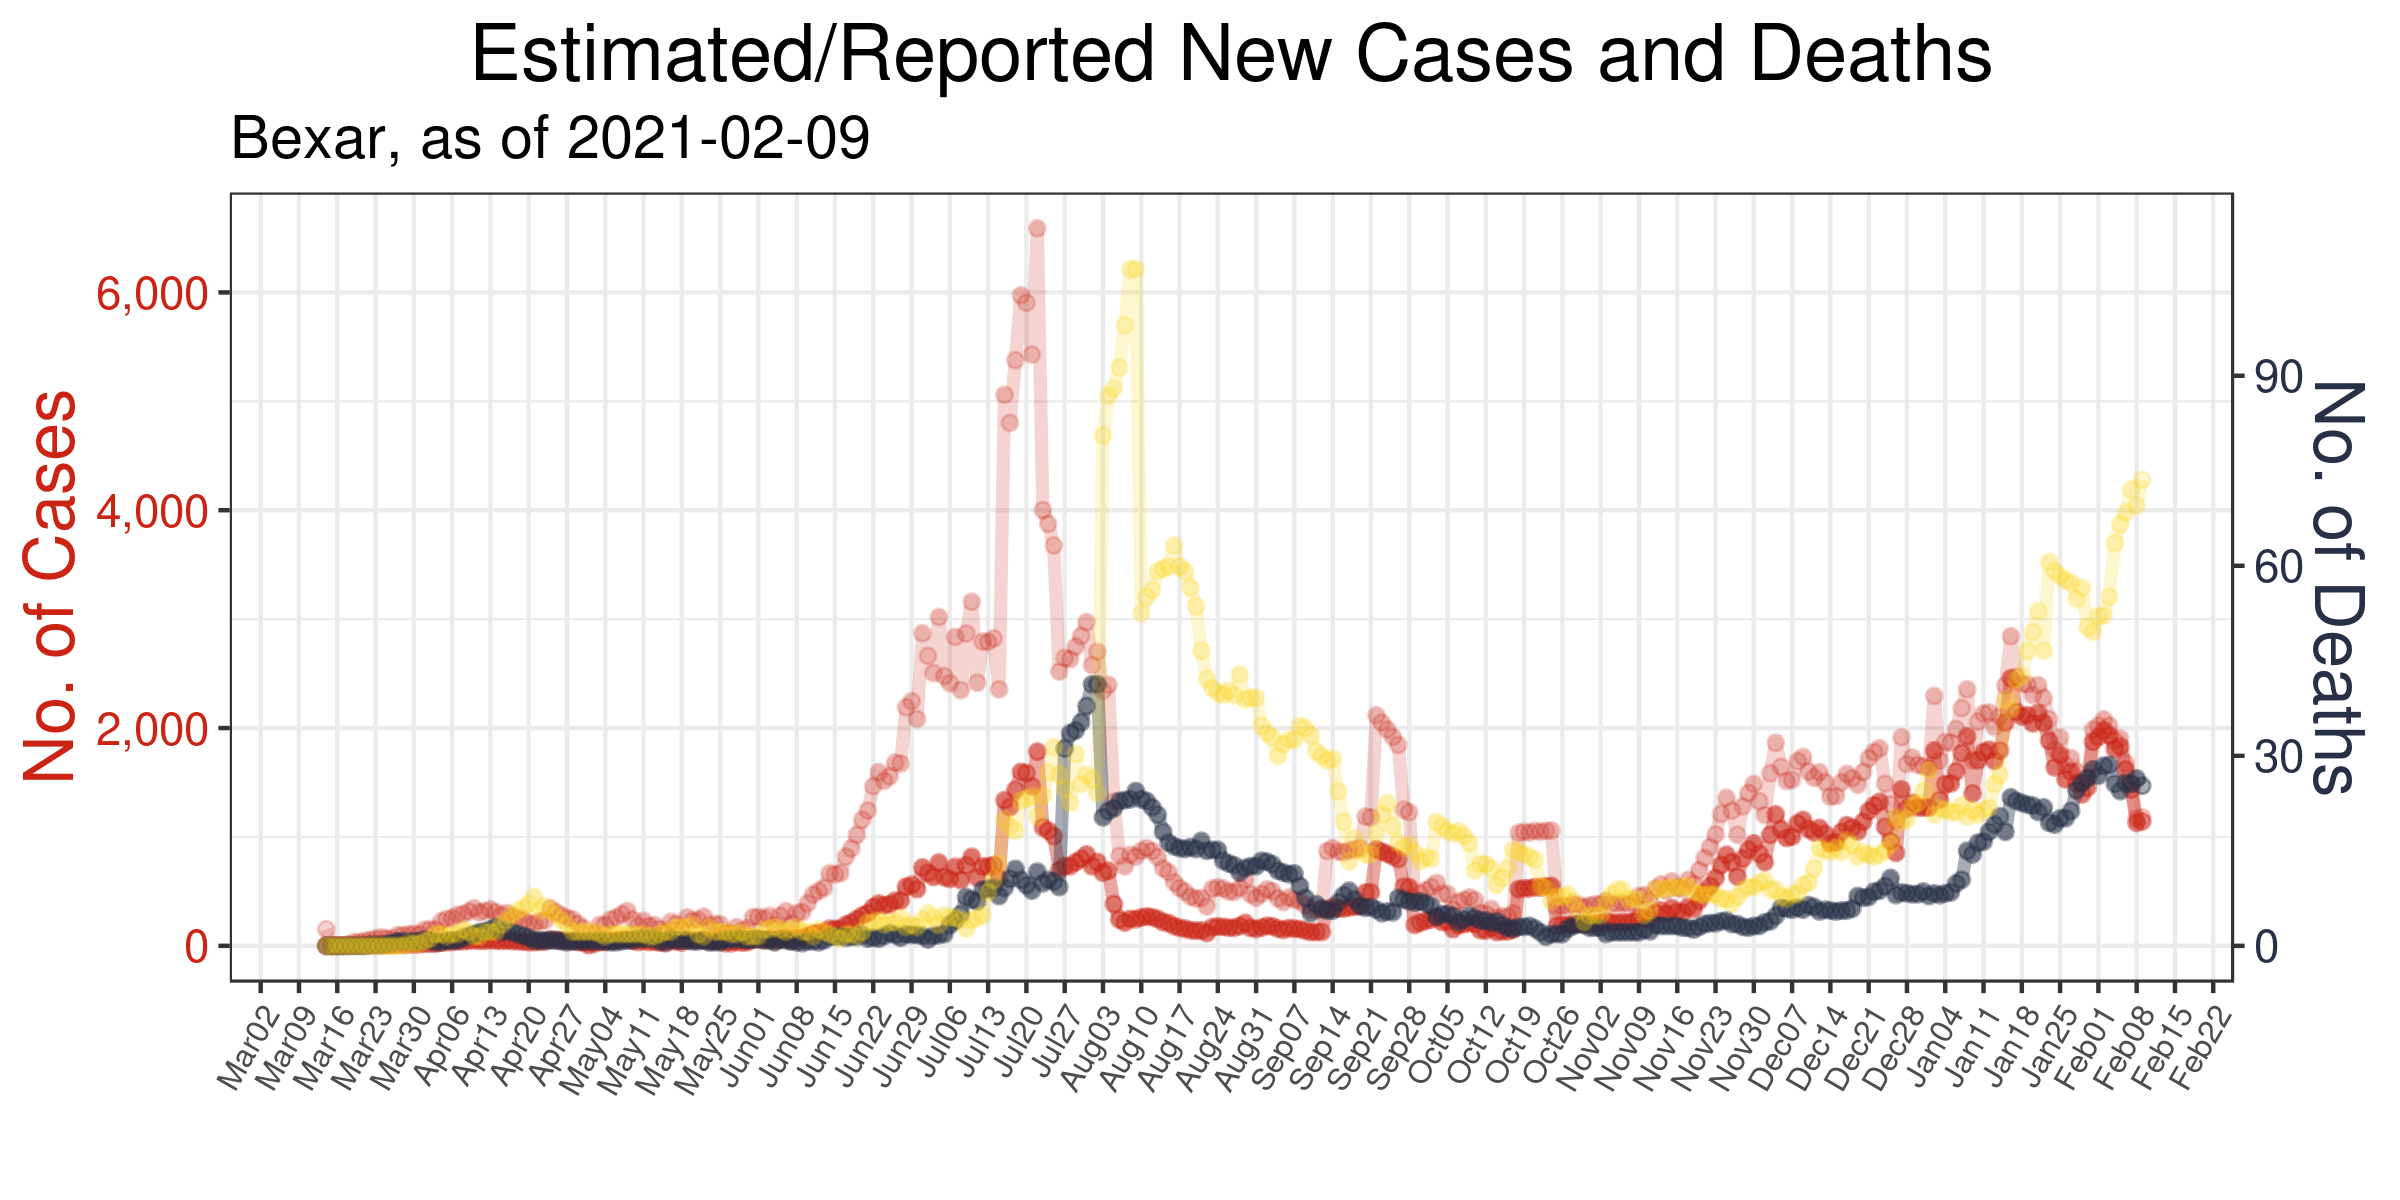 Estimated/Reported New Cases and Deaths
Bexar, as of 2021-02-09
No. of Cases
6,000
4,000
2,000
0
90
60
30
0
No. of Deaths
Mar02
Mar09
Mar16
Mar23
Mar30
Apr06
Apr13
Apr20
Apr27
May04
May11
May18
May25
Jun01
Jun08
Jun15
Jun22
Jun29
Jul06
Jul13
Jul20
Jul27
Aug03
Aug10
Aug17
Aug24
Aug31
Sep07
Sep14
Sep21
Sep28
Oct05
Oct12
Oct19
Oct26
Nov02
Nov09
Nov16
Nov23
Nov30
Dec07
Dec14
Dec21
Dec28
Jan04
Jan11
Jan18
Jan25
Feb01
Feb08
Feb15
Feb22